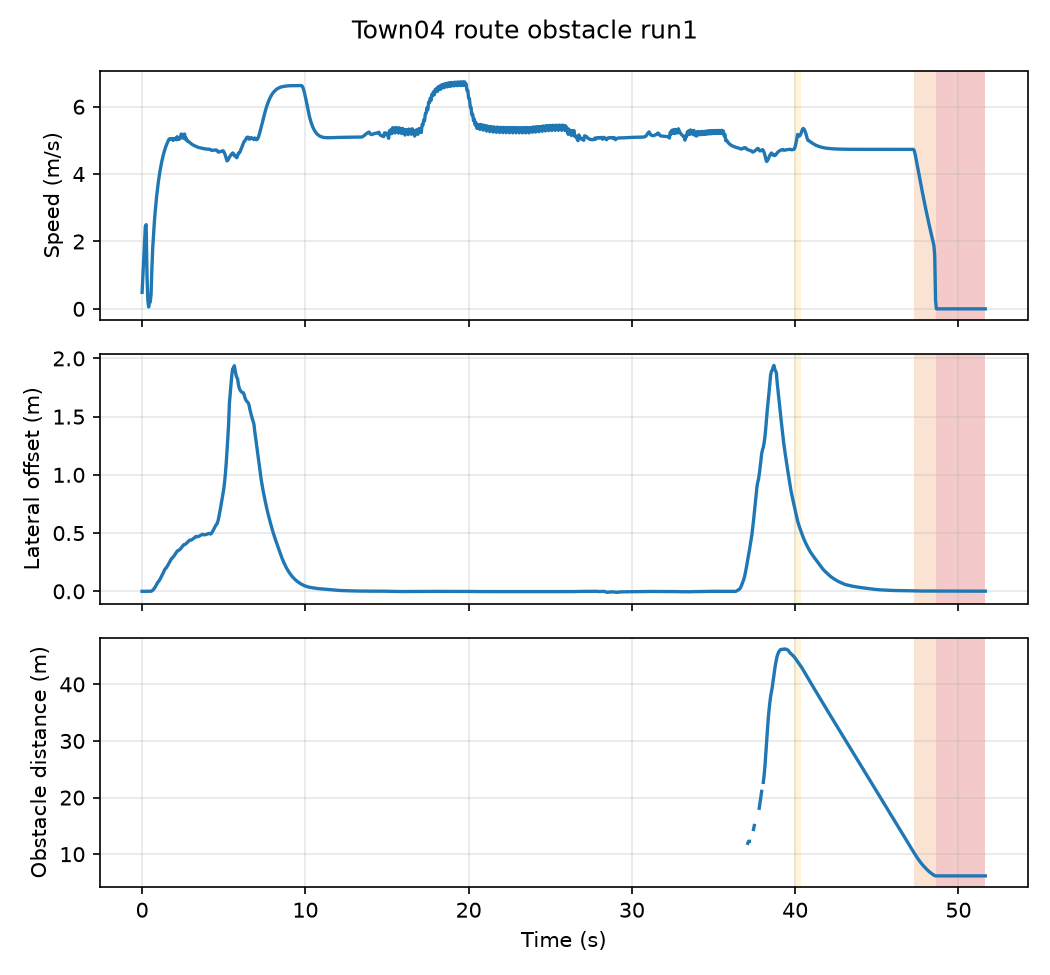 Town04 route obstacle run1
Speed (m/s)
6
4
2
0
Lateral offset (m)
2.0
1.5
1.0
0.5
0.0
Obstacle distance (m)
40
30
20
10
0 10 20 30 40 50
Time (s)